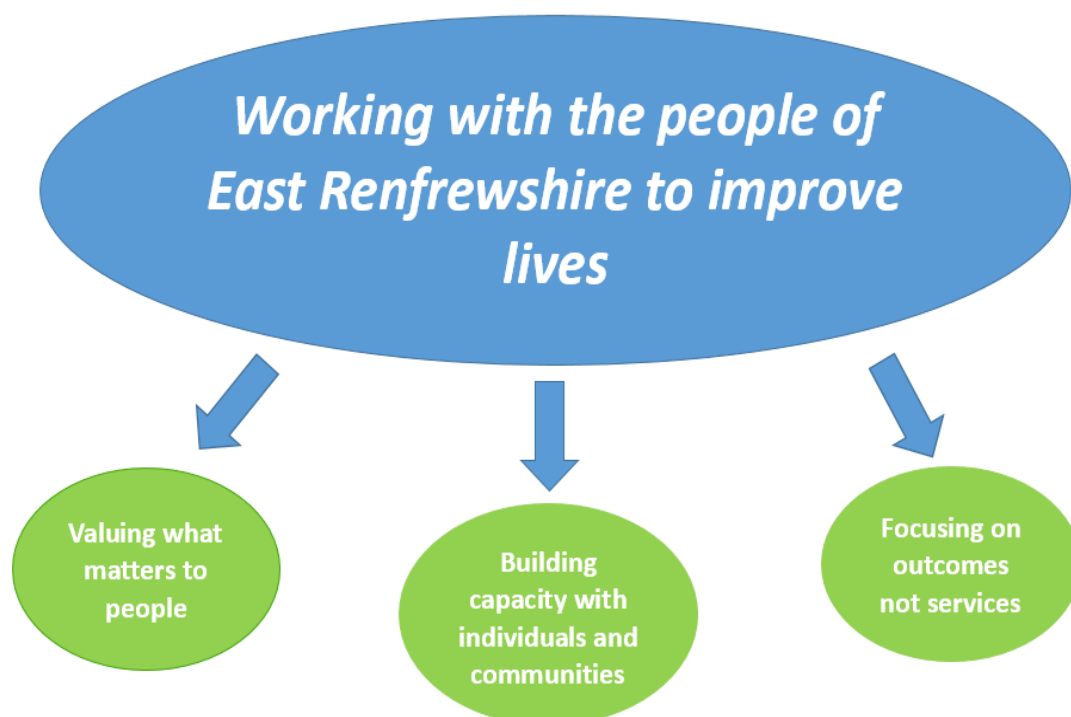 Working with the people of
East Renfrewshire to improve
lives
Valuing what
matters to
people
Building
capacity with
individuals and
communities
Focusing on
outcomes
not services